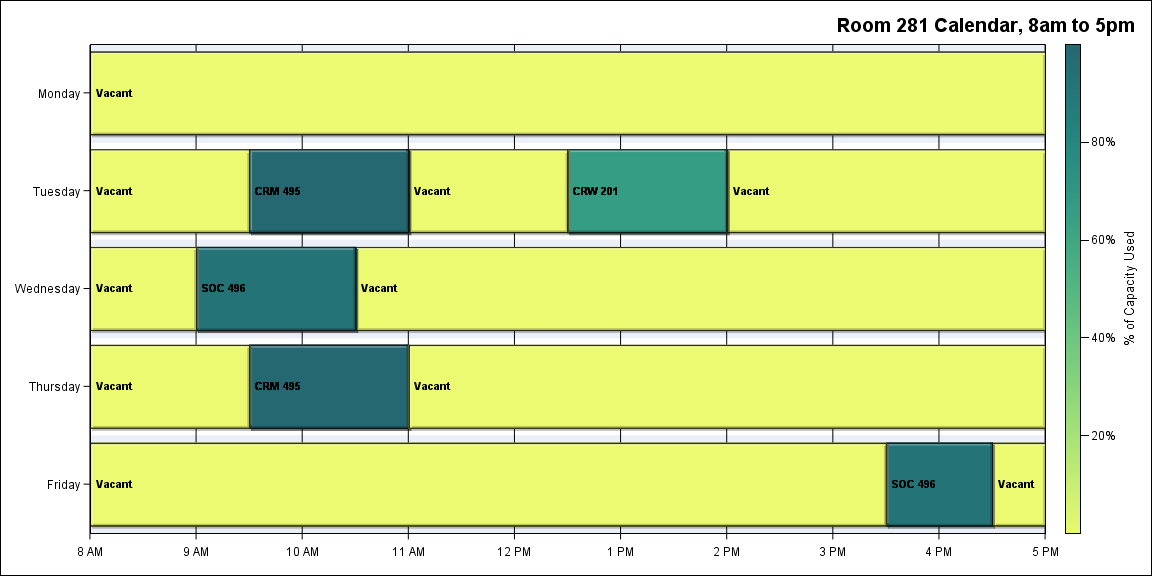 Room 281 Calendar, 8am to 5pm
Monday
Vacant
Tuesday
Vacant
CRM 495
Vacant
CRW 201
Vacant
Wednesday
Vacant
SOC 496
Vacant
Thursday
Vacant
CRM 495
Vacant
Friday
Vacant
SOC 496
Vacant
8 AM
9 AM
10 AM
11 AM
12 PM
1 PM
2 PM
3 PM
4 PM
5 PM
80%
60%
40%
20%
% of Capacity Used